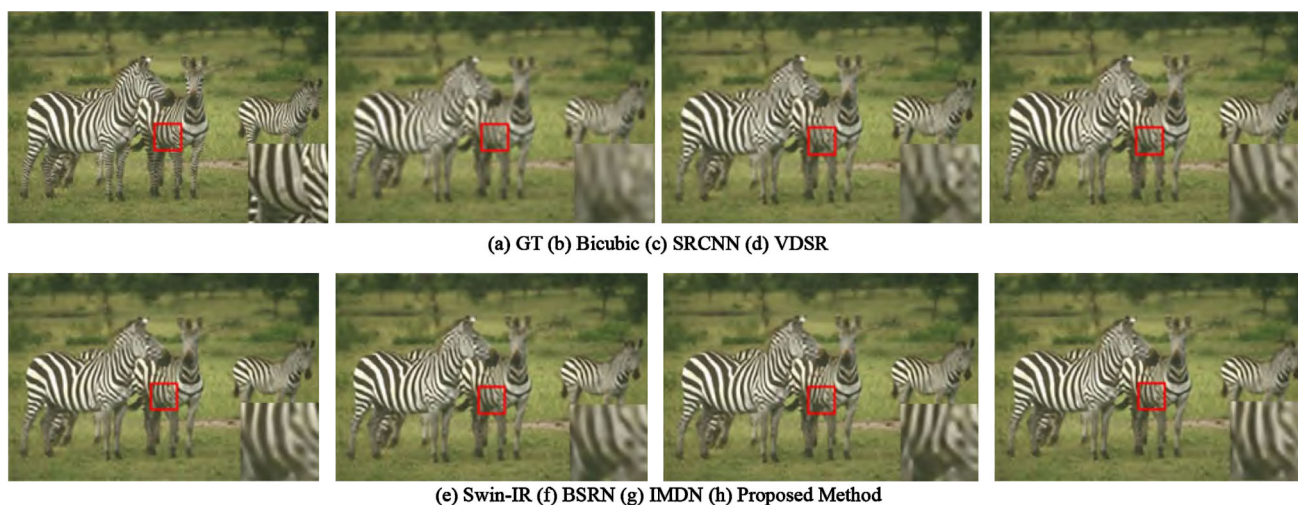 (a) GT (b) Bicubic (c) SRCNN (d) VDSR
(e) Swin-IR (f) BSRN (g) IMDN (h) Proposed Method